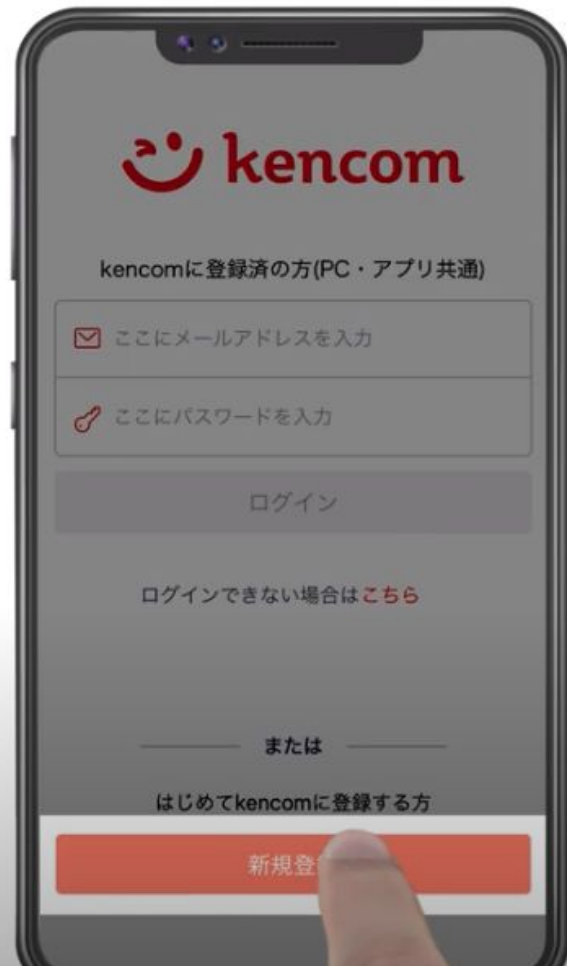 kencom
kencomに登録済の方(PC・アプリ共通)
ここにメールアドレスを入力
ここにパスワードを入力
ログイン
ログインできない場合はこちら
または
はじめてkencomに登録する方
新規登